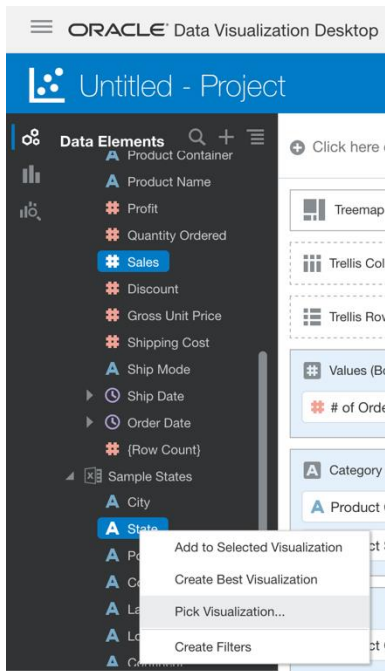 ORACLE Data Visualization Desktop
Untitled - Project
Data Elements
Click here
Product Container
A Product Name
# Profit
# Quantity Ordered
# Sales
# Discount
# Gross Unit Price
# Shipping Cost
A Ship Mode
Ship Date
Order Date
# {Row Count}
Sample States
A City
A State
Treemap
Trellis Col
Trellis Row
# Values (Bo
# # of Orde
A Category
A Product
Add to Selected Visualization
Create Best Visualization
Pick Visualization...
Create Filters